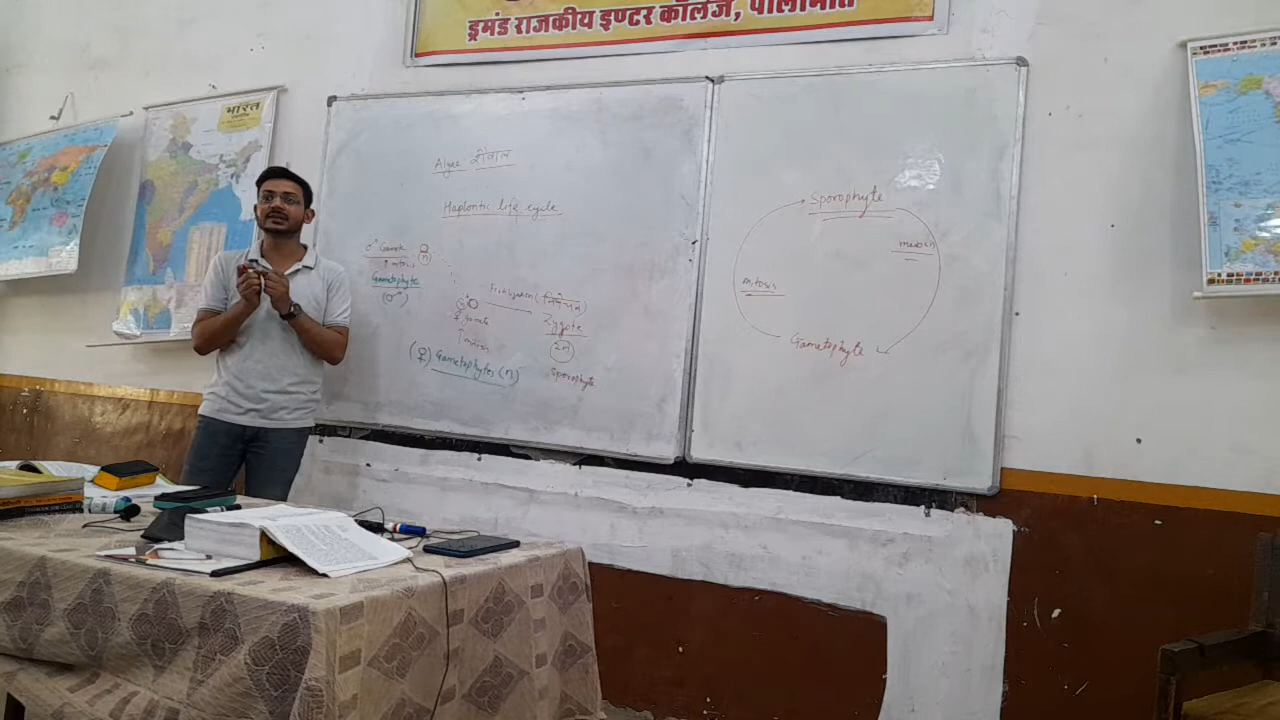 ड्रमंड राजकीय इण्टर कॉलेज, पीलीभीत
भारत
Algae शैवाल
Haplontic life cycle
♂ Gamete
n
↑ mitosis
Gametophyte
(♂)
Fertilization (निषेचन)
♀ gamete
Zygote
2n
(♀) Gametophytes (n)
Sporophyte
Sporophyte
meiosis
mitosis
Gametophyte